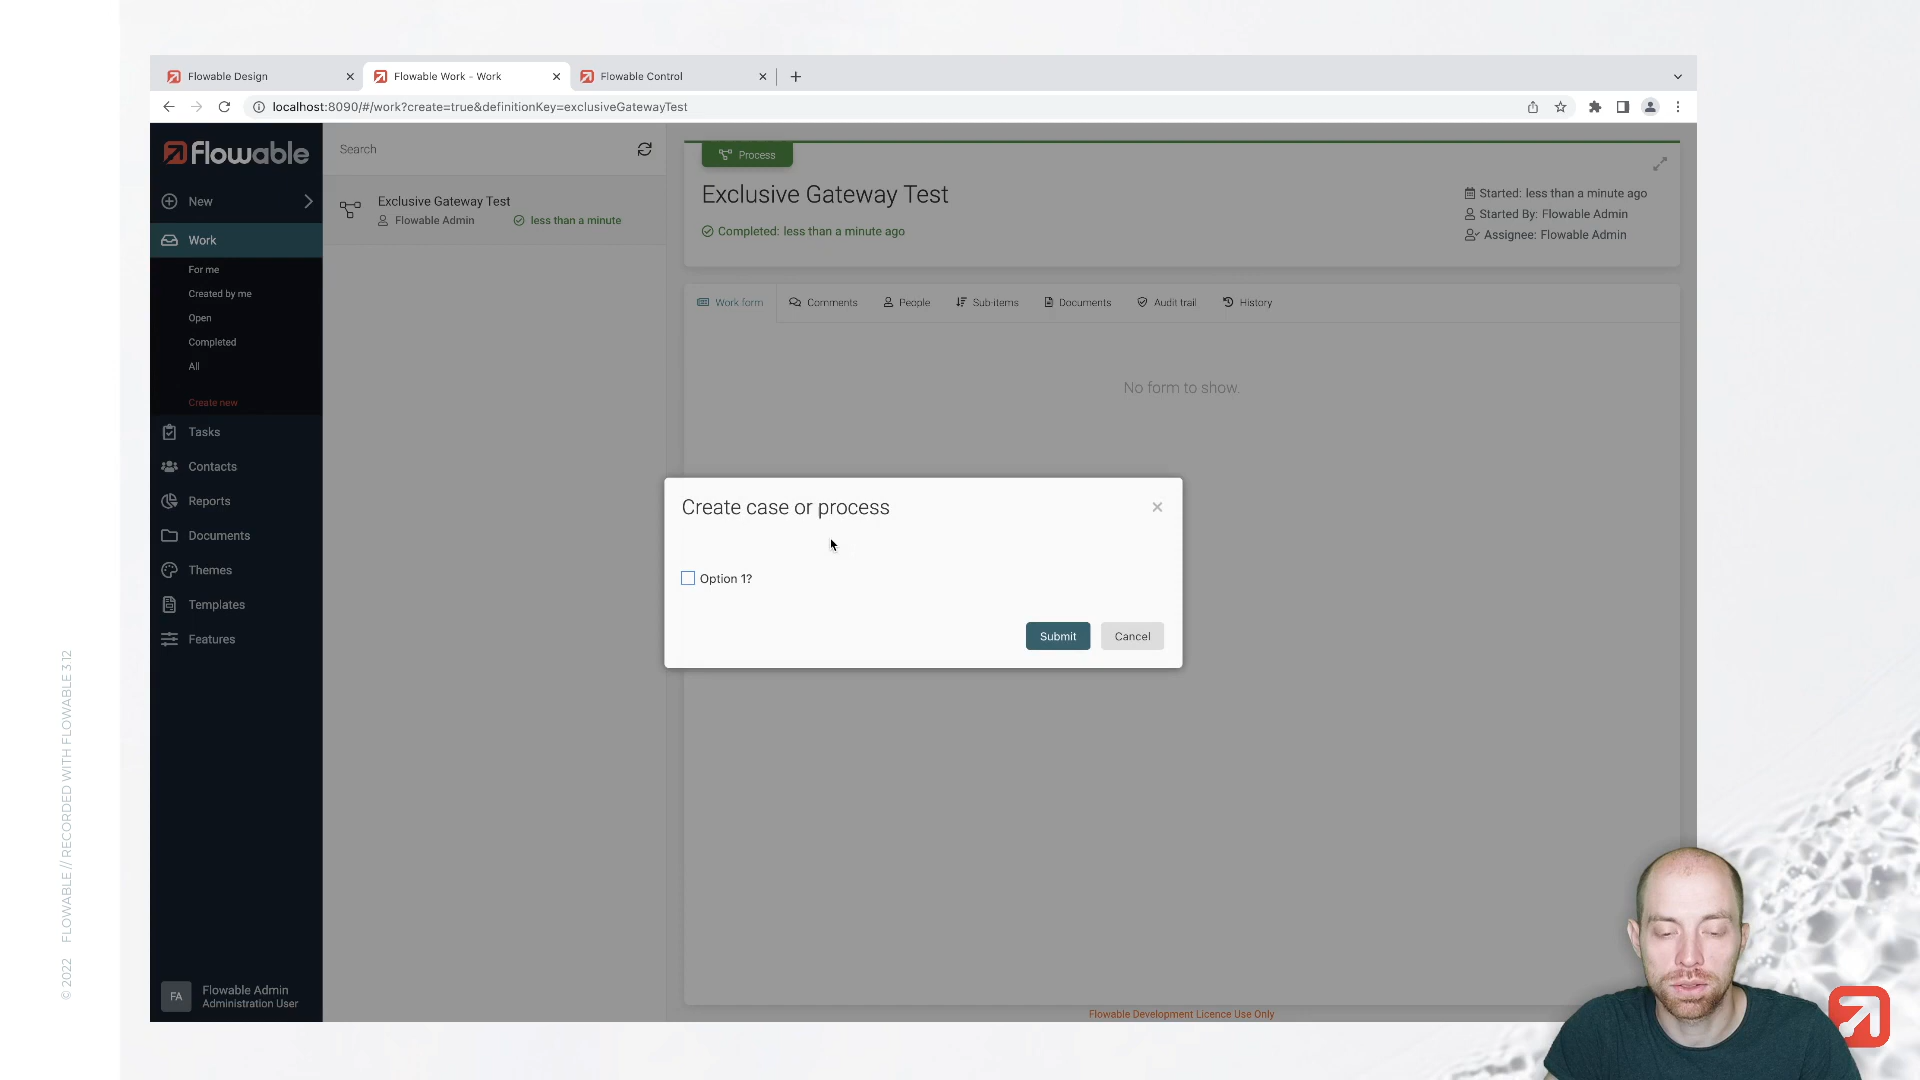 Flowable Design
Flowable Work - Work
Flowable Control
localhost:8090/#/work?create=true&definitionKey=exclusiveGatewayTest
Flowable
New
Work
For me
Created by me
Open
Completed
All
Create new
Tasks
Contacts
Reports
Documents
Themes
Templates
Features
FA
Flowable Admin
Administration User
Search
Exclusive Gateway Test
Flowable Admin
less than a minute
Process
Exclusive Gateway Test
Completed: less than a minute ago
Started: less than a minute ago
Started By: Flowable Admin
Assignee: Flowable Admin
Work form
Comments
People
Sub-items
Documents
Audit trail
History
No form to show.
Create case or process
Option 1?
Submit
Cancel
Flowable Development Licence Use Only
© 2022 FLOWABLE // RECORDED WITH FLOWABLE 3.12